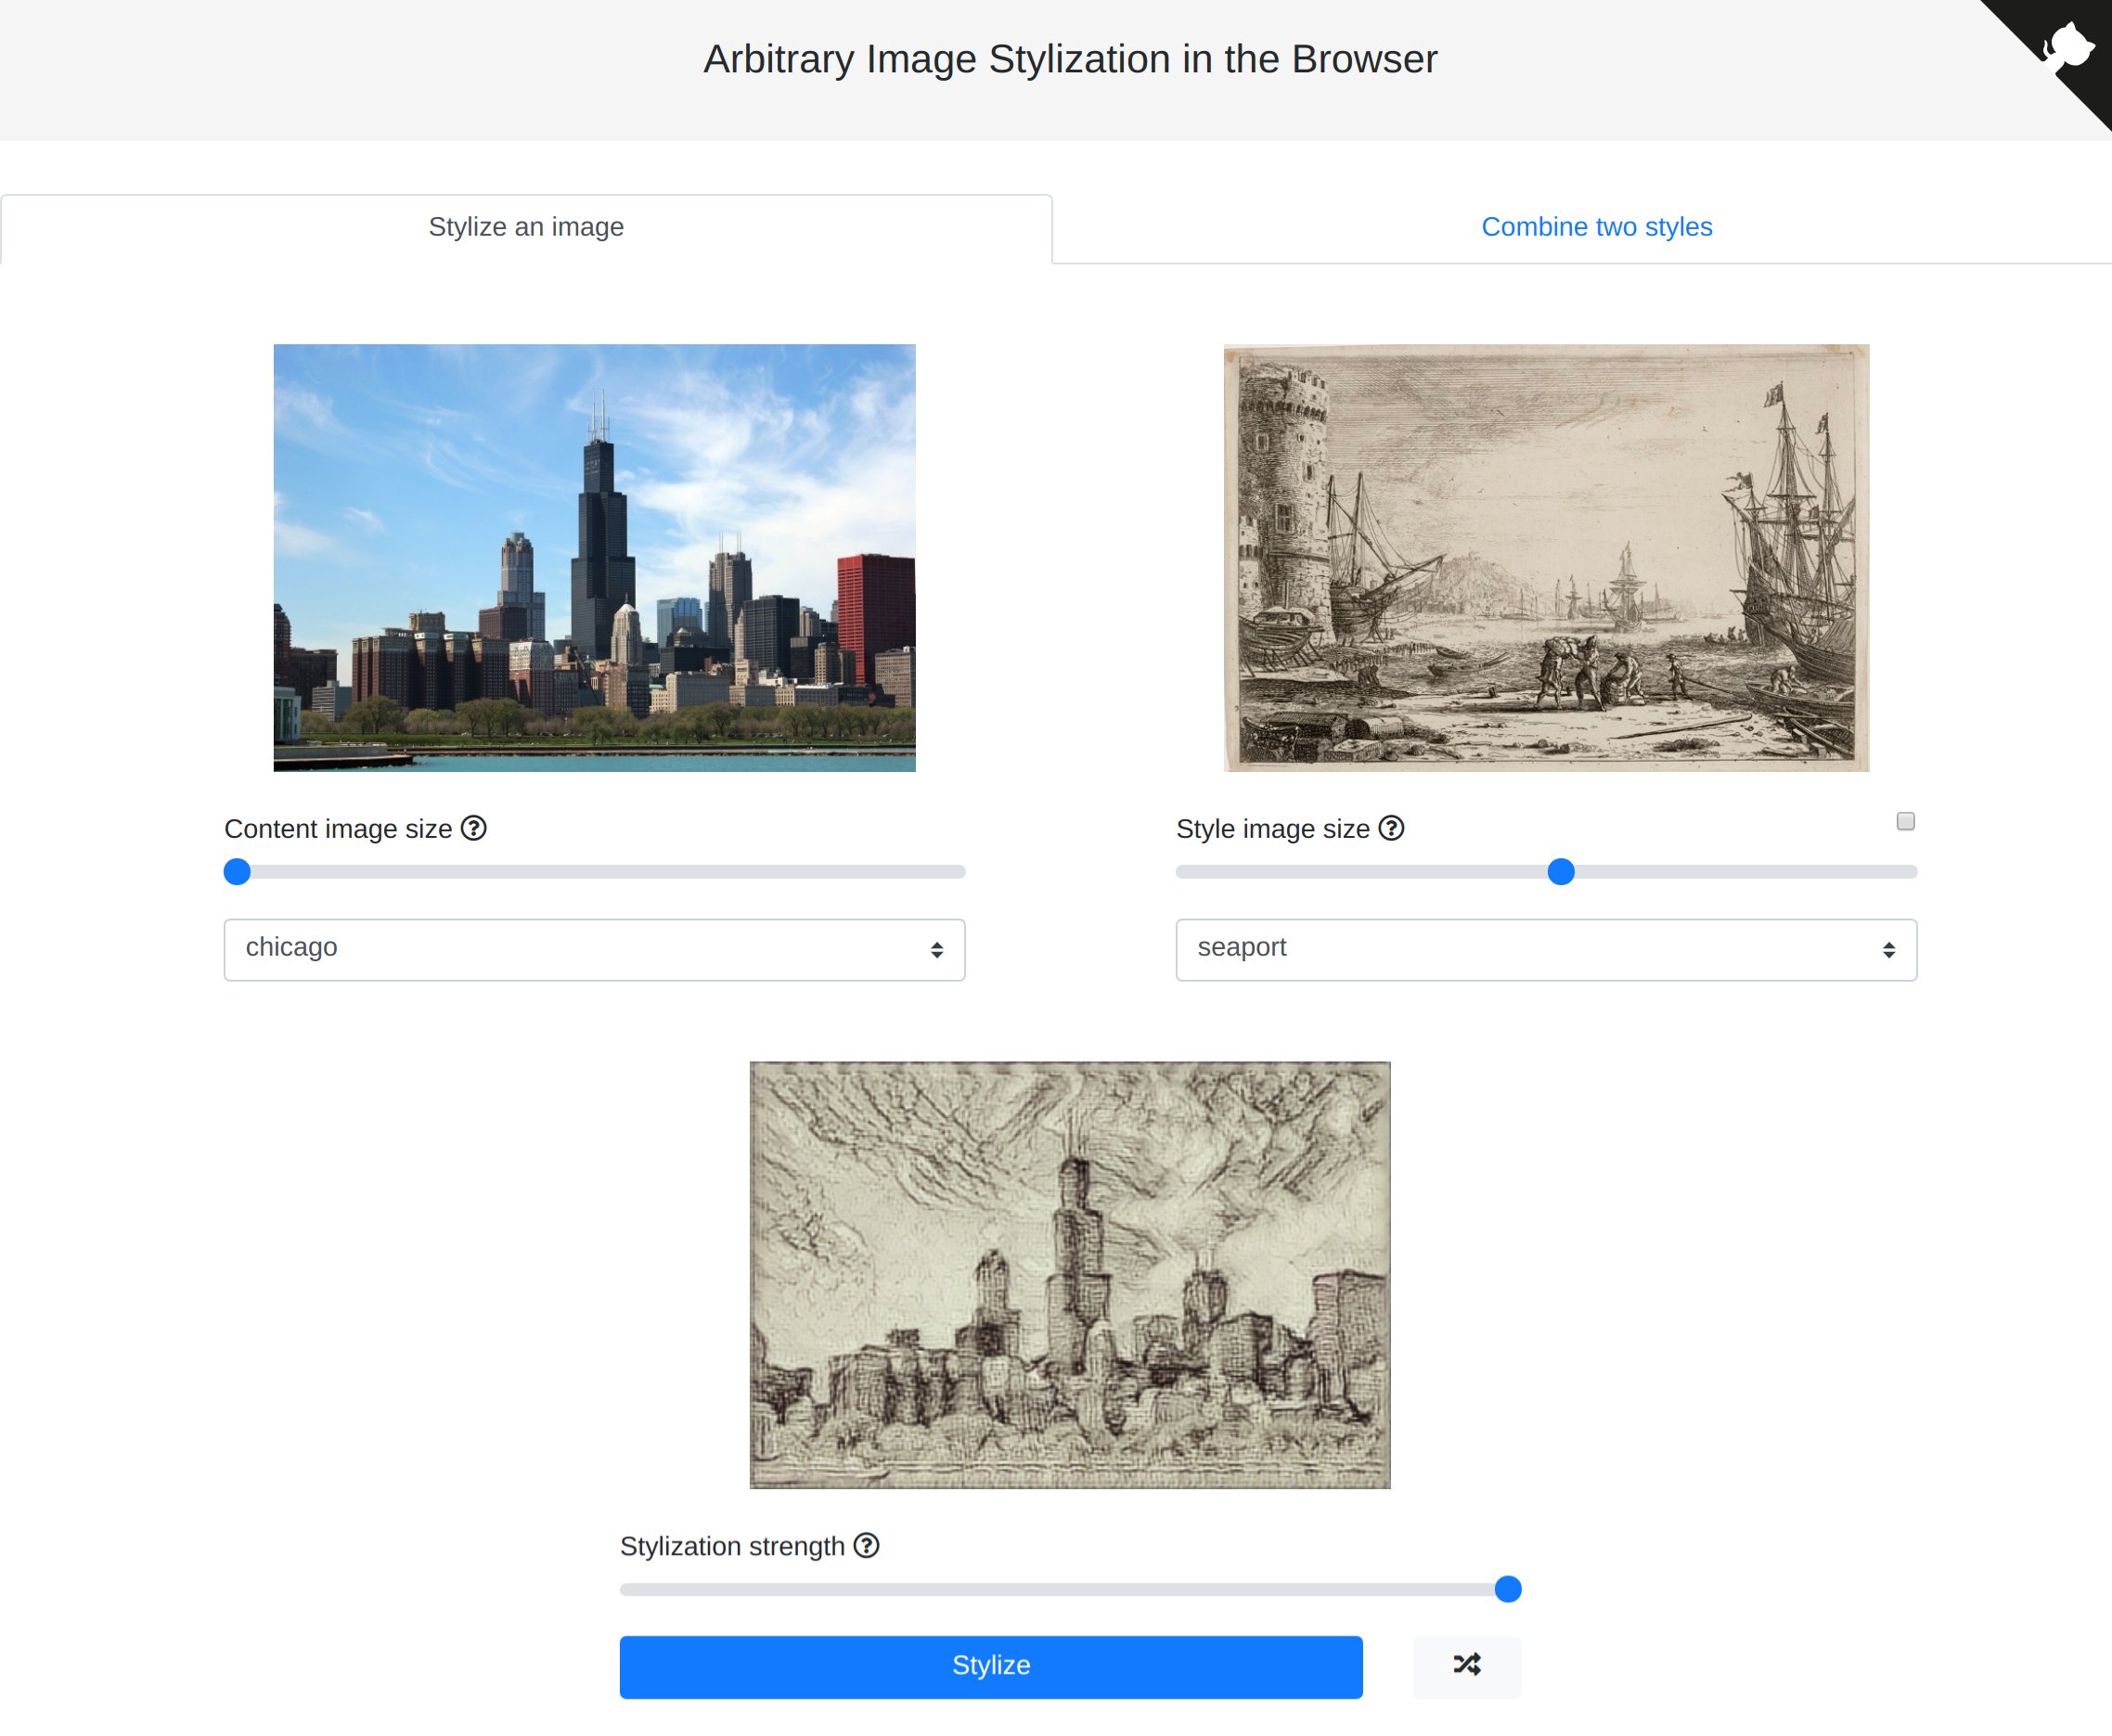 Arbitrary Image Stylization in the Browser
Stylize an image
Combine two styles
Content image size
Style image size
chicago
seaport
Stylization strength
Stylize